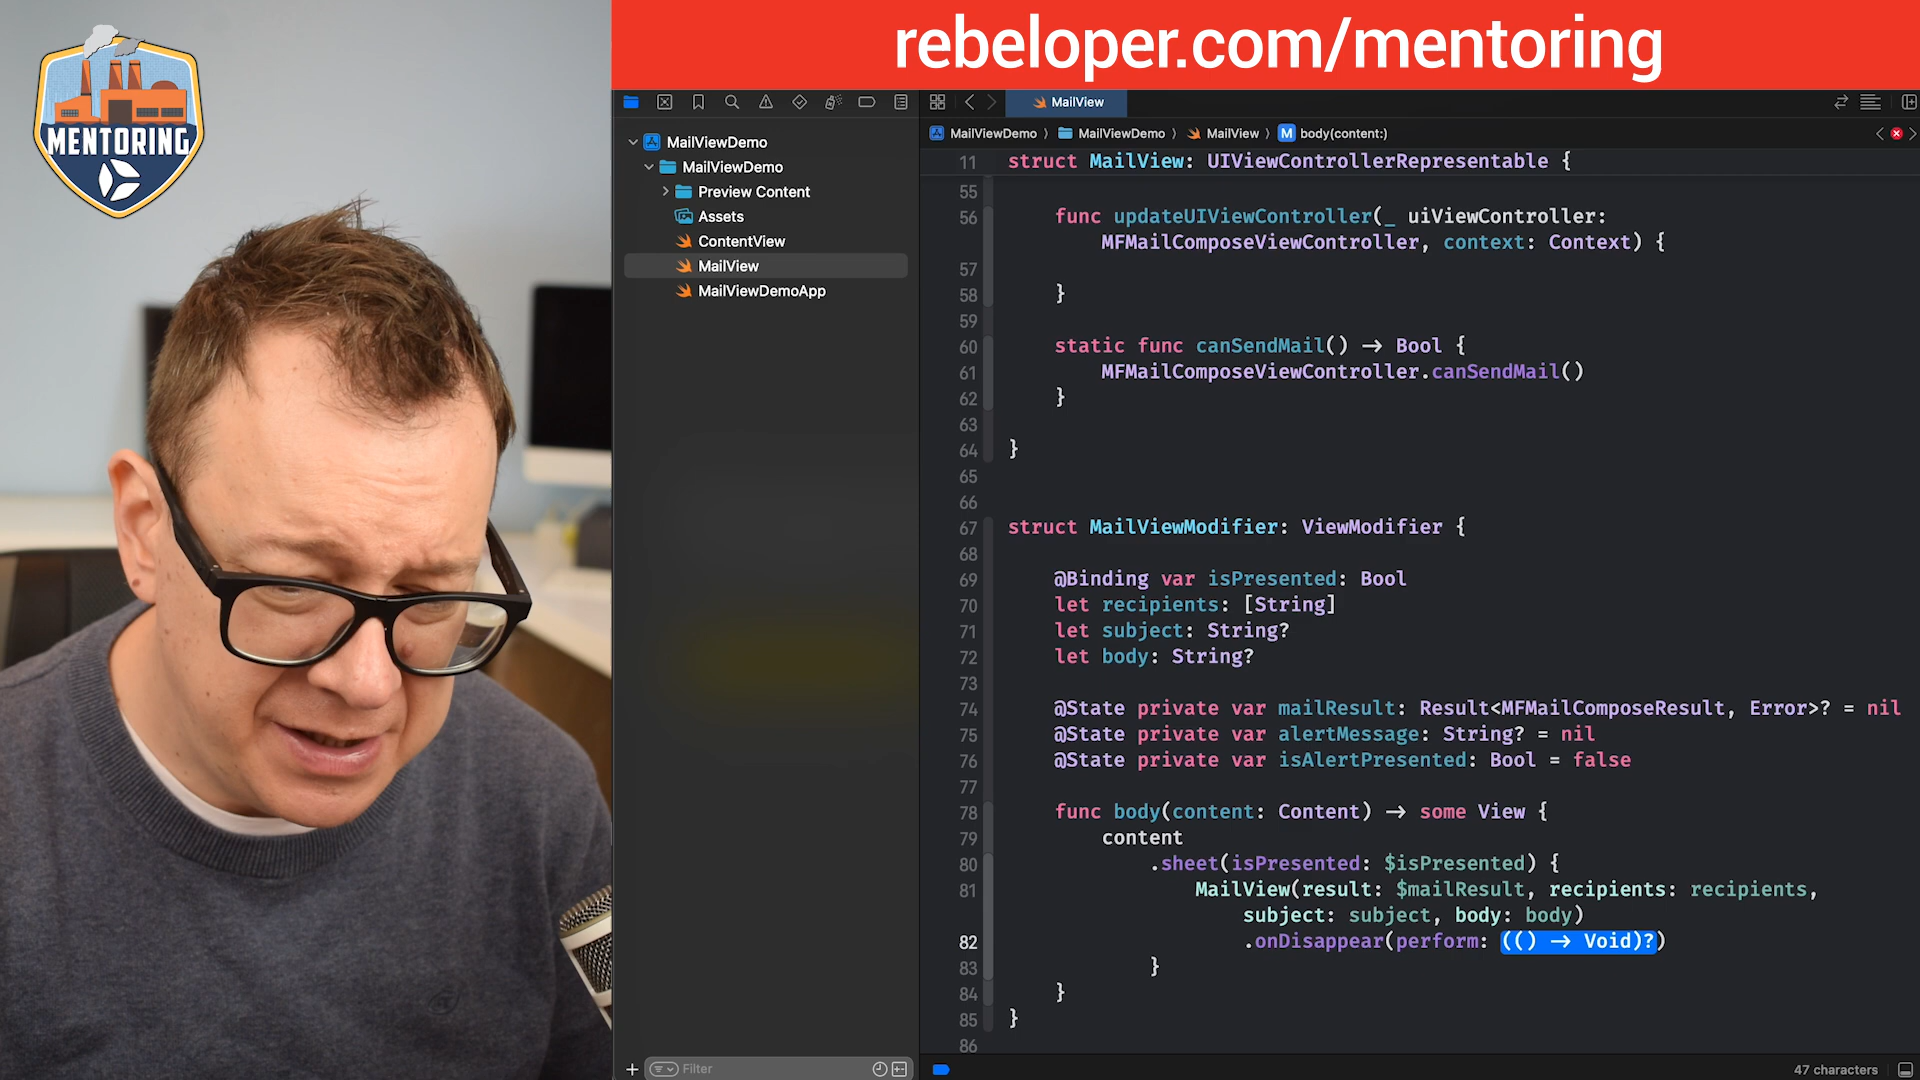 rebeloper.com/mentoring
MENTORING
MailView
MailViewDemo
MailViewDemo
Preview Content
Assets
ContentView
MailView
MailViewDemoApp
Filter
MailViewDemo 〉 MailViewDemo 〉 MailView 〉 M body(content:)
11 struct MailView: UIViewControllerRepresentable {
55
56 func updateUIViewController(_ uiViewController:
MFMailComposeViewController, context: Context) {
57
58 }
59
60 static func canSendMail() -> Bool {
61 MFMailComposeViewController.canSendMail()
62 }
63
64 }
65
66
67 struct MailViewModifier: ViewModifier {
68
69 @Binding var isPresented: Bool
70 let recipients: [String]
71 let subject: String?
72 let body: String?
73
74 @State private var mailResult: Result<MFMailComposeResult, Error>? = nil
75 @State private var alertMessage: String? = nil
76 @State private var isAlertPresented: Bool = false
77
78 func body(content: Content) -> some View {
79 content
80 .sheet(isPresented: $isPresented) {
81 MailView(result: $mailResult, recipients: recipients,
subject: subject, body: body)
82 .onDisappear(perform: (() -> Void)?)
83 }
84 }
85 }
86
47 characters